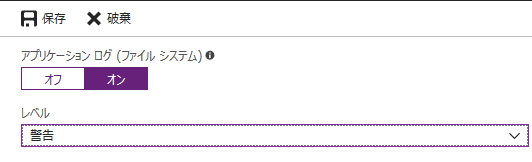 保存 破棄
アプリケーション ログ (ファイル システム)
オフ オン
レベル
警告